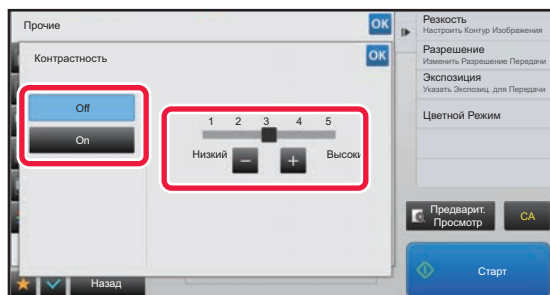 Прочие
OK
Контрастность
OK
Off
On
1 2 3 4 5
Низкий
Высоки
Назад
Резкость
Настроить Контур Изображения
Разрешение
Изменить Разрешение Передачи
Экспозиция
Указать Экспозиц. для Передачи
Цветной Режим
Предварит.
Просмотр
CA
Старт